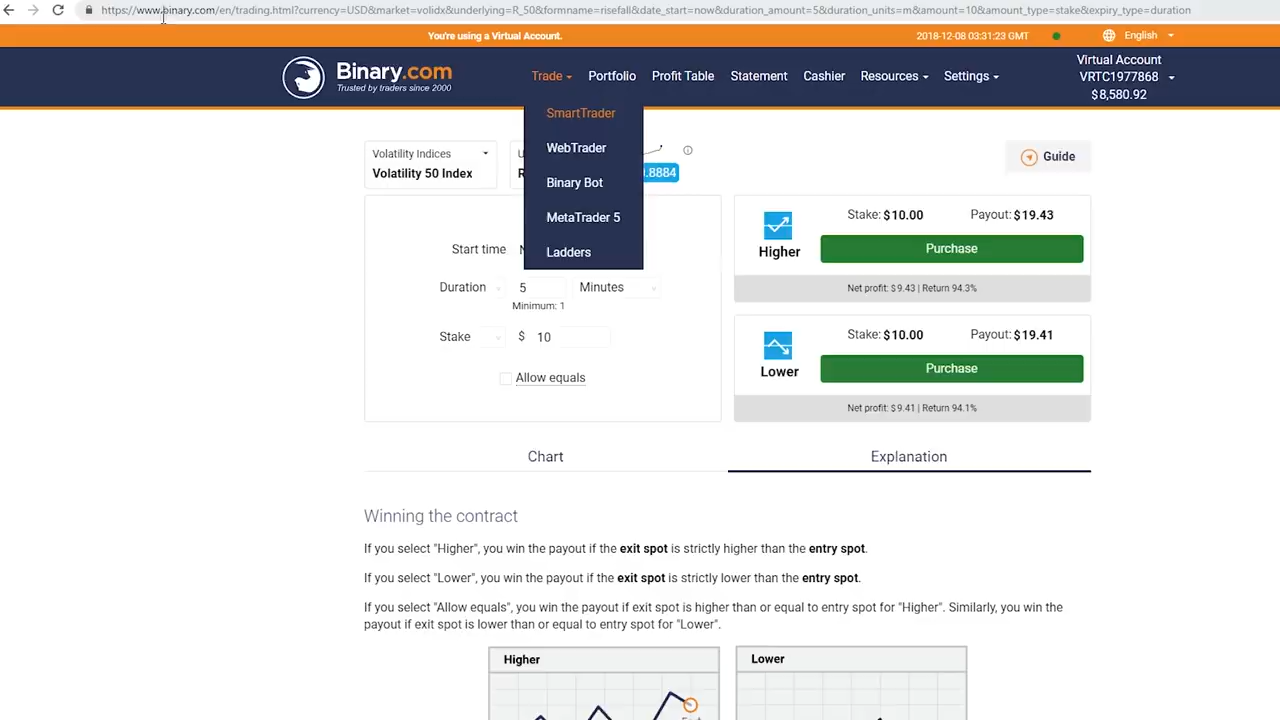 https://www.binary.com/en/trading.html?currency=USD&market=volidx&underlying=R_50&formname=risefall&date_start=now&duration_amount=5&duration_units=m&amount=10&amount_type=stake&expiry_type=duration
You're using a Virtual Account.
2018-12-08 03:31:23 GMT
English
Binary.com
Trusted by traders since 2000
Trade
Portfolio
Profit Table
Statement
Cashier
Resources
Settings
Virtual Account
VRTC1977868
$8,580.92
SmartTrader
WebTrader
Binary Bot
MetaTrader 5
Ladders
Volatility Indices
Volatility 50 Index
.8884
Guide
Start time
Duration
5
Minutes
Minimum: 1
Stake
$ 10
Allow equals
Higher
Stake: $10.00
Payout: $19.43
Purchase
Net profit: $9.43 | Return 94.3%
Lower
Stake: $10.00
Payout: $19.41
Purchase
Net profit: $9.41 | Return 94.1%
Chart
Explanation
Winning the contract
If you select "Higher", you win the payout if the exit spot is strictly higher than the entry spot.
If you select "Lower", you win the payout if the exit spot is strictly lower than the entry spot.
If you select "Allow equals", you win the payout if exit spot is higher than or equal to entry spot for "Higher". Similarly, you win the
payout if exit spot is lower than or equal to entry spot for "Lower".
Higher
Lower